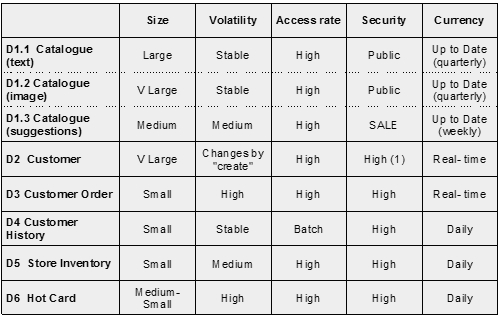 Size Volatility Access rate Security Currency
D1.1 Catalogue (text) Large Stable High Public Up to Date (quarterly)
D1.2 Catalogue (image) V Large Stable High Public Up to Date (quarterly)
D1.3 Catalogue (suggestions) Medium Medium High SALE Up to Date (weekly)
D2 Customer V Large Changes by "create" High High (1) Real-time
D3 Customer Order Small High High High Real-time
D4 Customer History Small Stable Batch High Daily
D5 Store Inventory Small Medium High High Daily
D6 Hot Card Medium-Small High High High Daily